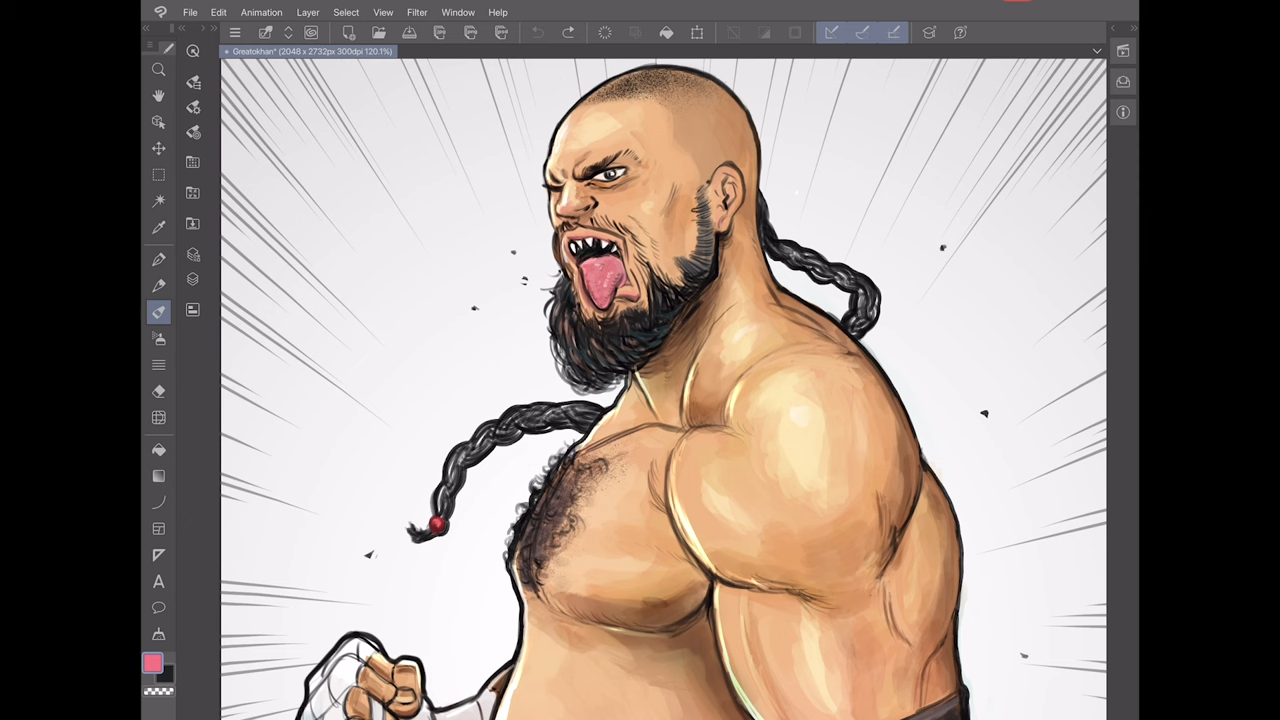 File Edit Animation Layer Select View Filter Window Help
Greatokhan* (2048 x 2732px 300dpi 120.1%)